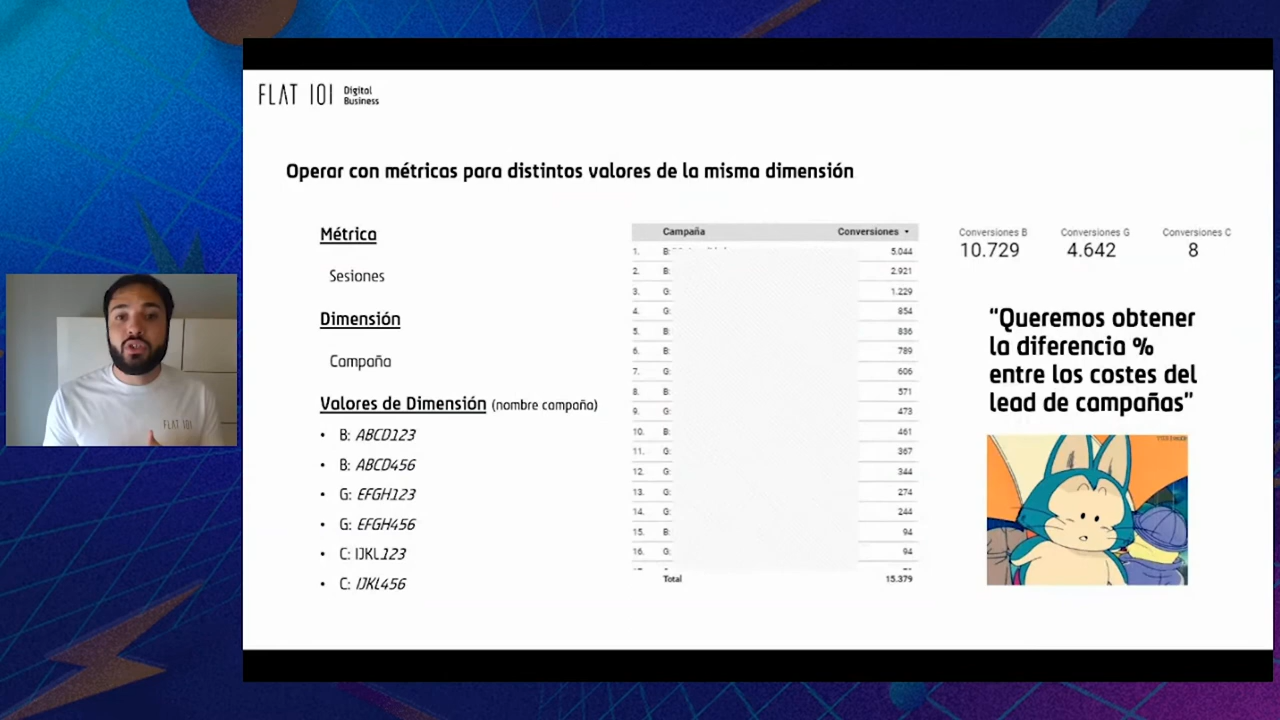 FLAT 101 Digital Business
Operar con métricas para distintos valores de la misma dimensión
Métrica
Sesiones
Dimensión
Campaña
Valores de Dimensión (nombre campaña)
• B: ABCD123
• B: ABCD456
• G: EFGH123
• G: EFGH456
• C: IJKL123
• C: IJKL456
Campaña Conversiones
1. B: 5.044
2. B: 2.921
3. G: 1.229
4. G: 854
5. B: 836
6. B: 789
7. G: 606
8. B: 571
9. G: 473
10. B: 461
11. G: 367
12. G: 344
13. G: 274
14. G: 244
15. B: 94
16. G: 94
Total 15.379
Conversiones B Conversiones G Conversiones C
10.729 4.642 8
“Queremos obtener
la diferencia %
entre los costes del
lead de campañas”
FLAT 101